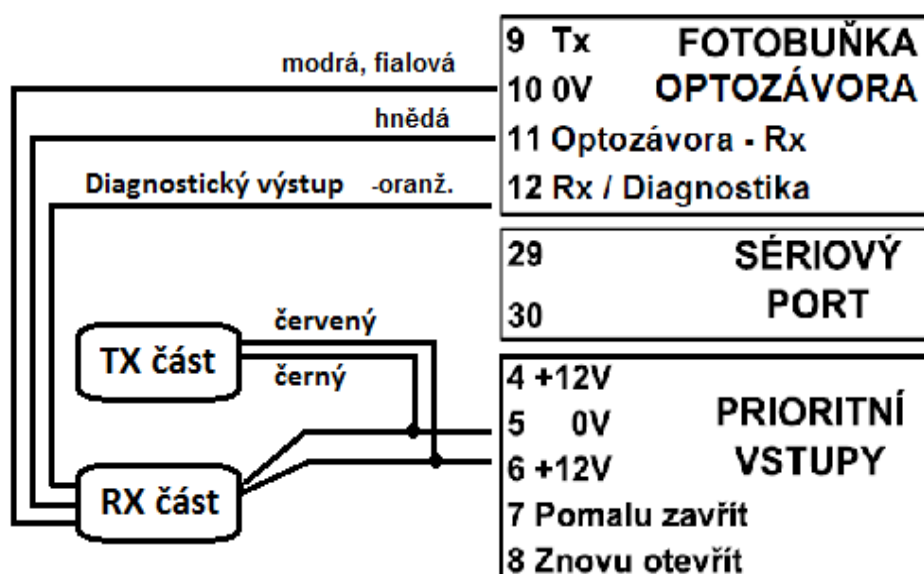 modrá, fialová
hnědá
Diagnostický výstup -oranž.
9 Tx FOTOBUŇKA
10 0V OPTOZÁVORA
11 Optozávora - Rx
12 Rx / Diagnostika
29 SÉRIOVÝ
30 PORT
červený
TX část
černý
RX část
4 +12V
5 0V PRIORITNÍ
6 +12V VSTUPY
7 Pomalu zavřít
8 Znovu otevřít